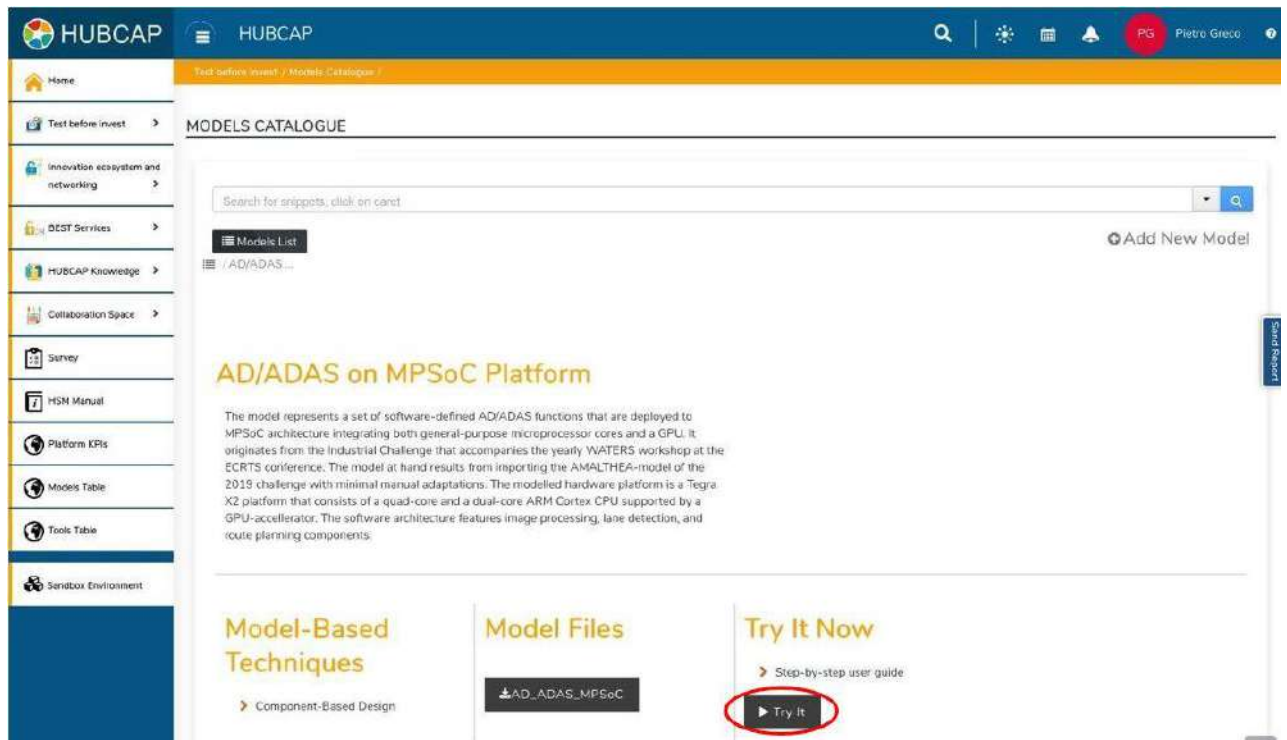 HUBCAP
HUBCAP
PG
Pietro Greco
Home
Test before invest
Innovation ecosystem and
networking
BEST Services
HUBCAP Knowledge
Collaboration Space
Survey
HSM Manual
Platform KPIs
Models Table
Tools Table
Sandbox Environment
Test before invest / Models Catalogue /
MODELS CATALOGUE
Search for snippets, click on caret
Models List
Add New Model
/ AD/ADAS...
Send Report
AD/ADAS on MPSoC Platform
The model represents a set of software-defined AD/ADAS functions that are deployed to
MPSoC architecture integrating both general-purpose microprocessor cores and a GPU. It
originates from the Industrial Challenge that accompanies the yearly WATERS workshop at the
ECRTS conference. The model at hand results from importing the AMALTHEA-model of the
2019 challenge with minimal manual adaptations. The modelled hardware platform is a Tegra
X2 platform that consists of a quad-core and a dual-core ARM Cortex CPU supported by a
GPU-accellerator. The software architecture features image processing, lane detection, and
route planning components.
Model-Based
Techniques
Component-Based Design
Model Files
AD_ADAS_MPSoC
Try It Now
Step-by-step user guide
Try It